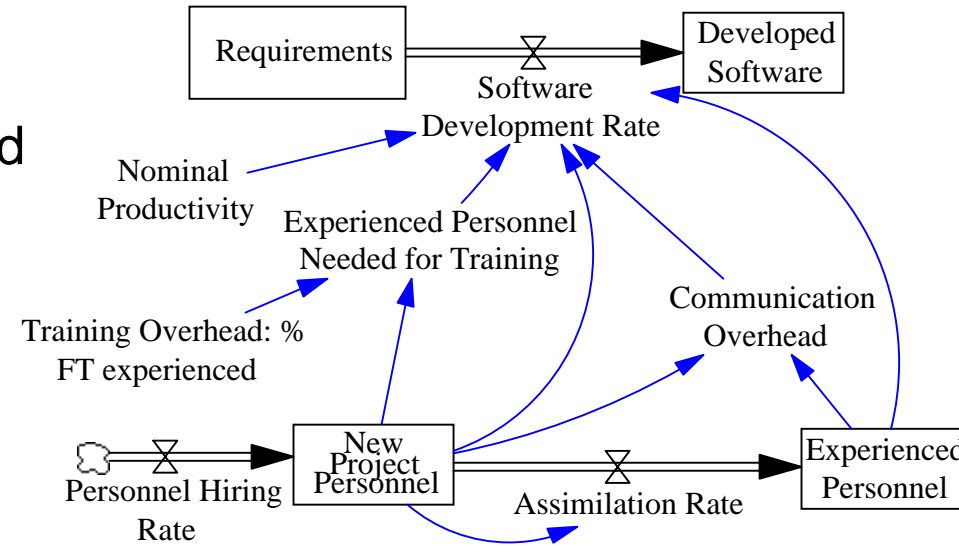 Requirements
Developed
Software
Software
Development Rate
d
Nominal
Productivity
Experienced Personnel
Needed for Training
Communication
Overhead
Training Overhead: %
FT experienced
New
Project
Personnel
Experienced
Personnel
Personnel Hiring
Rate
Assimilation Rate